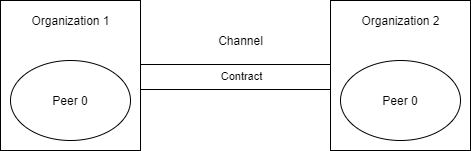 Organization 1
Organization 2
Channel
Contract
Peer 0
Peer 0